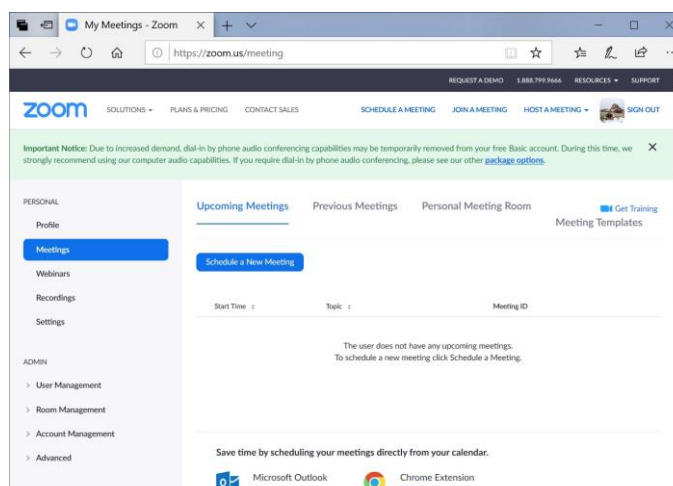 My Meetings - Zoom
https://zoom.us/meeting
REQUEST A DEMO 1.888.799.9666 RESOURCES SUPPORT
zoom SOLUTIONS PLANS & PRICING CONTACT SALES SCHEDULE A MEETING JOIN A MEETING HOST A MEETING SIGN OUT
Important Notice: Due to increased demand, dial-in by phone audio conferencing capabilities may be temporarily removed from your free Basic account. During this time, we
strongly recommend using our computer audio capabilities. If you require dial-in by phone audio conferencing, please see our other package options.
PERSONAL
Profile
Meetings
Webinars
Recordings
Settings
ADMIN
User Management
Room Management
Account Management
Advanced
Upcoming Meetings Previous Meetings Personal Meeting Room
Get Training
Meeting Templates
Schedule a New Meeting
Start Time Topic Meeting ID
The user does not have any upcoming meetings.
To schedule a new meeting click Schedule a Meeting.
Save time by scheduling your meetings directly from your calendar.
Microsoft Outlook Chrome Extension